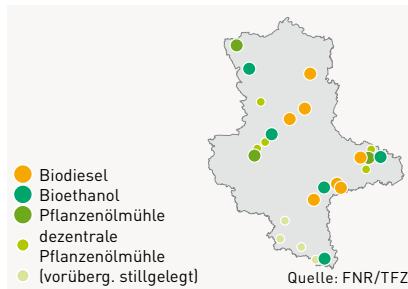 Biodiesel
Bioethanol
Pflanzenölmühle
dezentrale
Pflanzenölmühle
(vorüberg. stillgelegt)
Quelle: FNR/TFZ